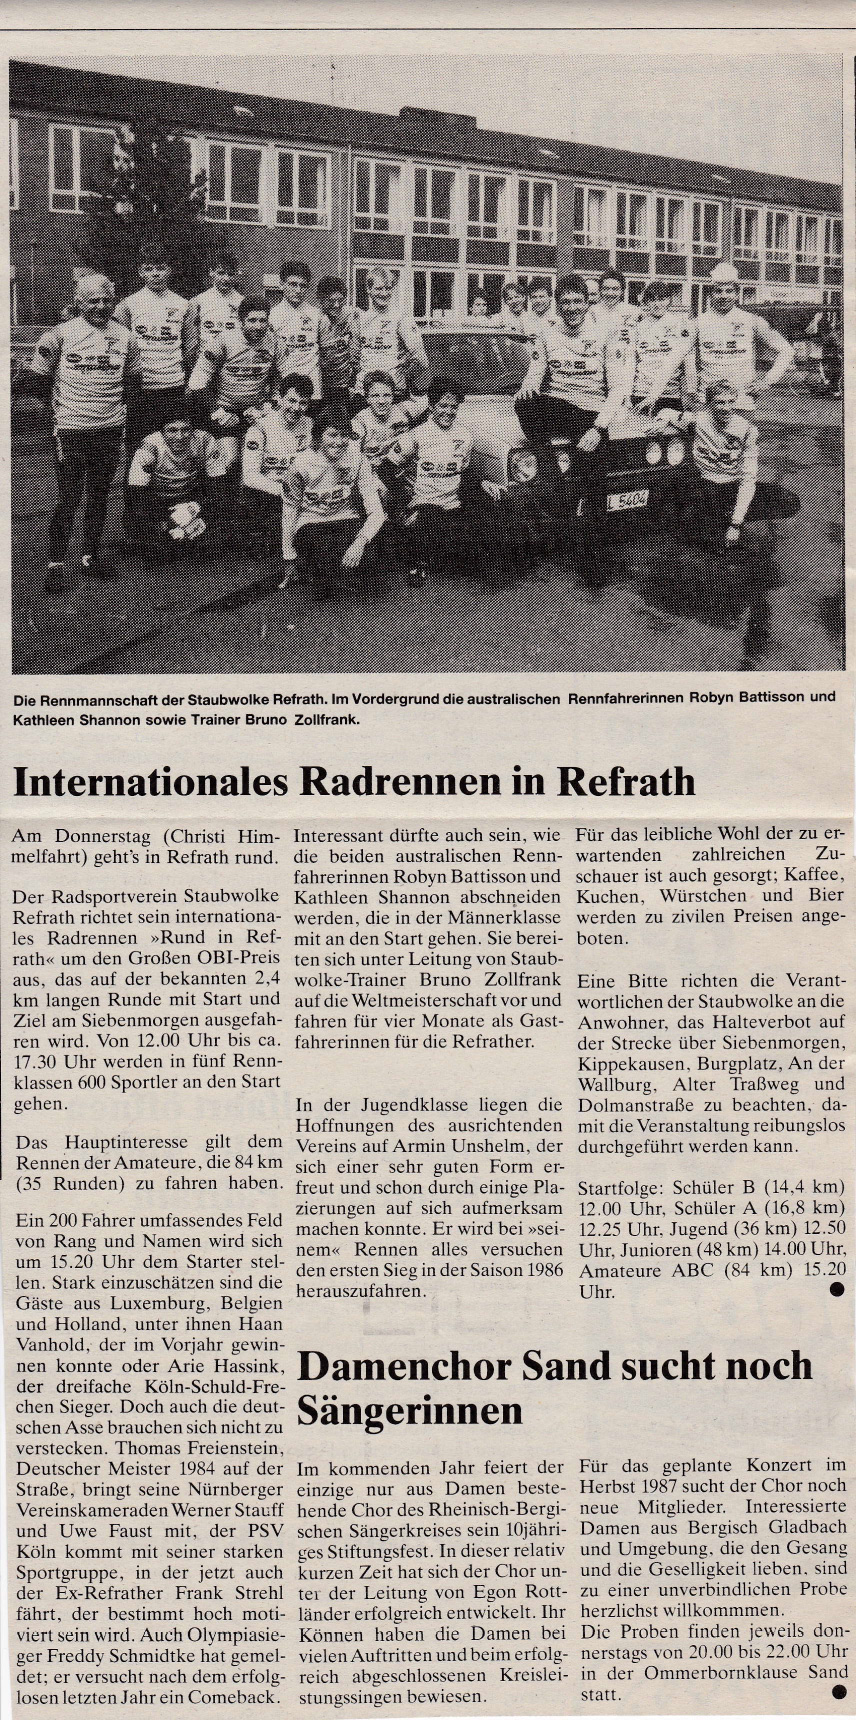 L 5404
Die Rennmannschaft der Staubwolke Refrath. Im Vordergrund die australischen Rennfahrerinnen Robyn Battisson und
Kathleen Shannon sowie Trainer Bruno Zollfrank.
Internationales Radrennen in Refrath
Am Donnerstag (Christi Him-
melfahrt) geht's in Refrath rund.
Der Radsportverein Staubwolke
Refrath richtet sein internationa-
les Radrennen »Rund in Ref-
rath« um den Großen OBI-Preis
aus, das auf der bekannten 2,4
km langen Runde mit Start und
Ziel am Siebenmorgen ausgefah-
ren wird. Von 12.00 Uhr bis ca.
17.30 Uhr werden in fünf Renn-
klassen 600 Sportler an den Start
gehen.
Das Hauptinteresse gilt dem
Rennen der Amateure, die 84 km
(35 Runden) zu fahren haben.
Ein 200 Fahrer umfassendes Feld
von Rang und Namen wird sich
um 15.20 Uhr dem Starter stel-
len. Stark einzuschätzen sind die
Gäste aus Luxemburg, Belgien
und Holland, unter ihnen Haan
Vanhold, der im Vorjahr gewin-
nen konnte oder Arie Hassink,
der dreifache Köln-Schuld-Fre-
chen Sieger. Doch auch die deut-
schen Asse brauchen sich nicht zu
verstecken. Thomas Freienstein,
Deutscher Meister 1984 auf der
Straße, bringt seine Nürnberger
Vereinskameraden Werner Stauff
und Uwe Faust mit, der PSV
Köln kommt mit seiner starken
Sportgruppe, in der jetzt auch
der Ex-Refrather Frank Strehl
fährt, der bestimmt hoch moti-
viert sein wird. Auch Olympiasie-
ger Freddy Schmidtke hat gemel-
det; er versucht nach dem erfolg-
losen letzten Jahr ein Comeback.
Interessant dürfte auch sein, wie
die beiden australischen Renn-
fahrerinnen Robyn Battisson und
Kathleen Shannon abschneiden
werden, die in der Männerklasse
mit an den Start gehen. Sie berei-
ten sich unter Leitung von Staub-
wolke-Trainer Bruno Zollfrank
auf die Weltmeisterschaft vor und
fahren für vier Monate als Gast-
fahrerinnen für die Refrather.
In der Jugendklasse liegen die
Hoffnungen des ausrichtenden
Vereins auf Armin Unshelm, der
sich einer sehr guten Form er-
freut und schon durch einige Pla-
zierungen auf sich aufmerksam
machen konnte. Er wird bei »sei-
nem« Rennen alles versuchen
den ersten Sieg in der Saison 1986
herauszufahren.
Für das leibliche Wohl der zu er-
wartenden zahlreichen Zu-
schauer ist auch gesorgt; Kaffee,
Kuchen, Würstchen und Bier
werden zu zivilen Preisen ange-
boten.
Eine Bitte richten die Verant-
wortlichen der Staubwolke an die
Anwohner, das Halteverbot auf
der Strecke über Siebenmorgen,
Kippekausen, Burgplatz, An der
Wallburg, Alter Traßweg und
Dolmanstraße zu beachten, da-
mit die Veranstaltung reibungslos
durchgeführt werden kann.
Startfolge: Schüler B (14,4 km)
12.00 Uhr, Schüler A (16,8 km)
12.25 Uhr, Jugend (36 km) 12.50
Uhr, Junioren (48 km) 14.00 Uhr,
Amateure ABC (84 km) 15.20
Uhr. ●
Damenchor Sand sucht noch
Sängerinnen
Im kommenden Jahr feiert der
einzige nur aus Damen beste-
hende Chor des Rheinisch-Bergi-
schen Sängerkreises sein 10jähri-
ges Stiftungsfest. In dieser relativ
kurzen Zeit hat sich der Chor un-
ter der Leitung von Egon Rott-
länder erfolgreich entwickelt. Ihr
Können haben die Damen bei
vielen Auftritten und beim erfolg-
reich abgeschlossenen Kreislei-
stungssingen bewiesen.
Für das geplante Konzert im
Herbst 1987 sucht der Chor noch
neue Mitglieder. Interessierte
Damen aus Bergisch Gladbach
und Umgebung, die den Gesang
und die Geselligkeit lieben, sind
zu einer unverbindlichen Probe
herzlichst willkommmen.
Die Proben finden jeweils don-
nerstags von 20.00 bis 22.00 Uhr
in der Ommerbornklause Sand
statt. ●